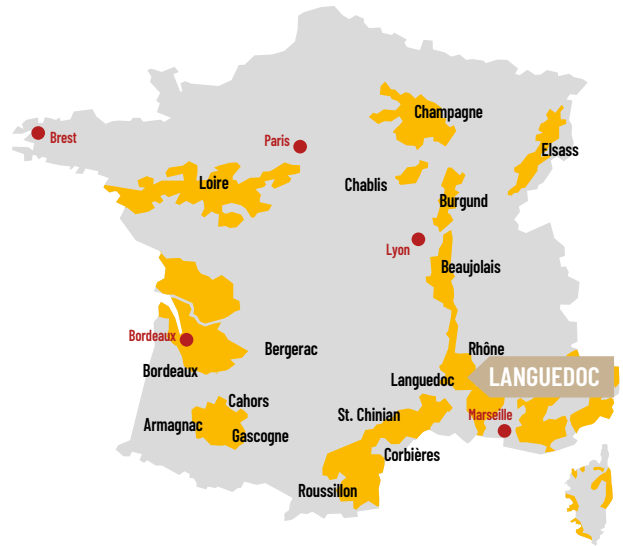 Champagne
Brest
Paris
Elsass
Loire
Chablis
Burgund
Lyon
Beaujolais
Bordeaux
Bergerac
Rhône
Bordeaux
Languedoc
LANGUEDOC
Cahors
St. Chinian
Marseille
Armagnac
Gascogne
Corbières
Roussillon